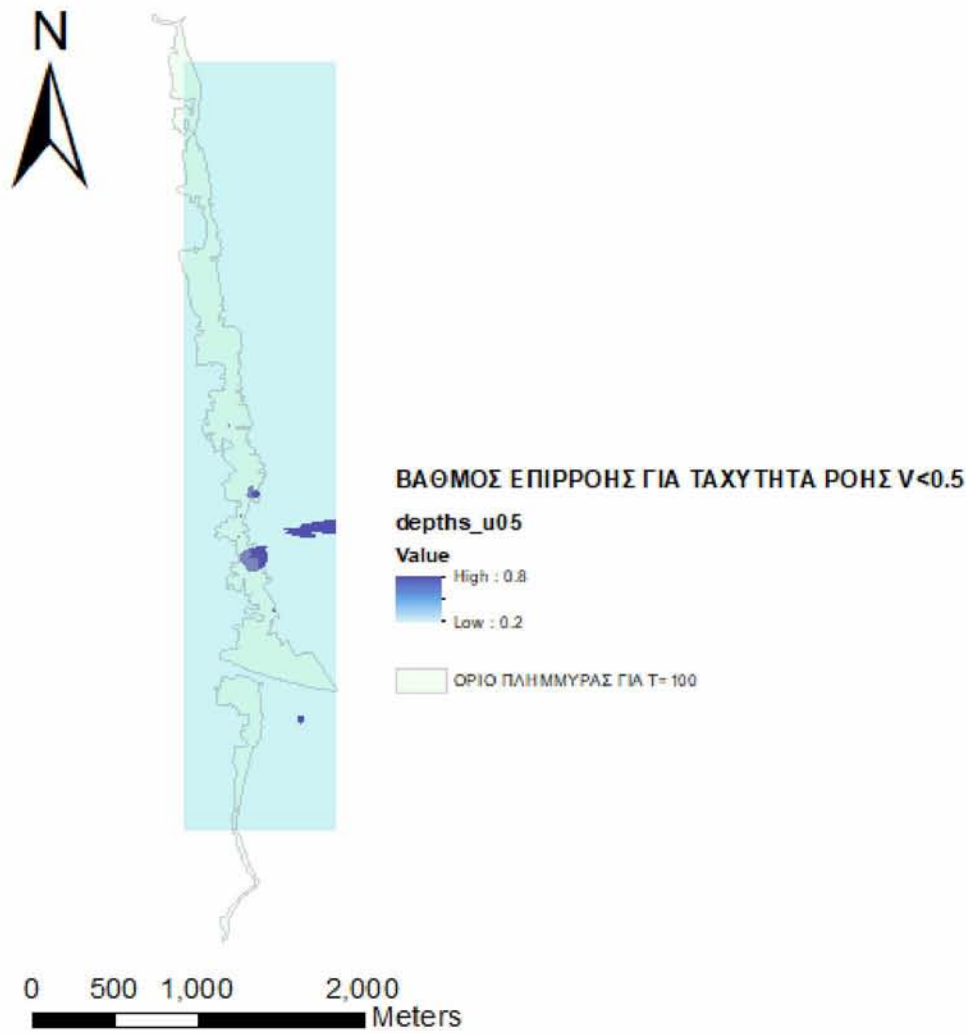 N
ΒΑΘΜΟΣ ΕΠΙΡΡΟΗΣ ΓΙΑ ΤΑΧΥΤΗΤΑ ΡΟΗΣ V<0.5
depths_u05
Value
High : 0.8
Low : 0.2
ΟΡΙΟ ΠΛΗΜΜΥΡΑΣ ΓΙΑ Τ= 100
0 500 1,000 2,000
Meters